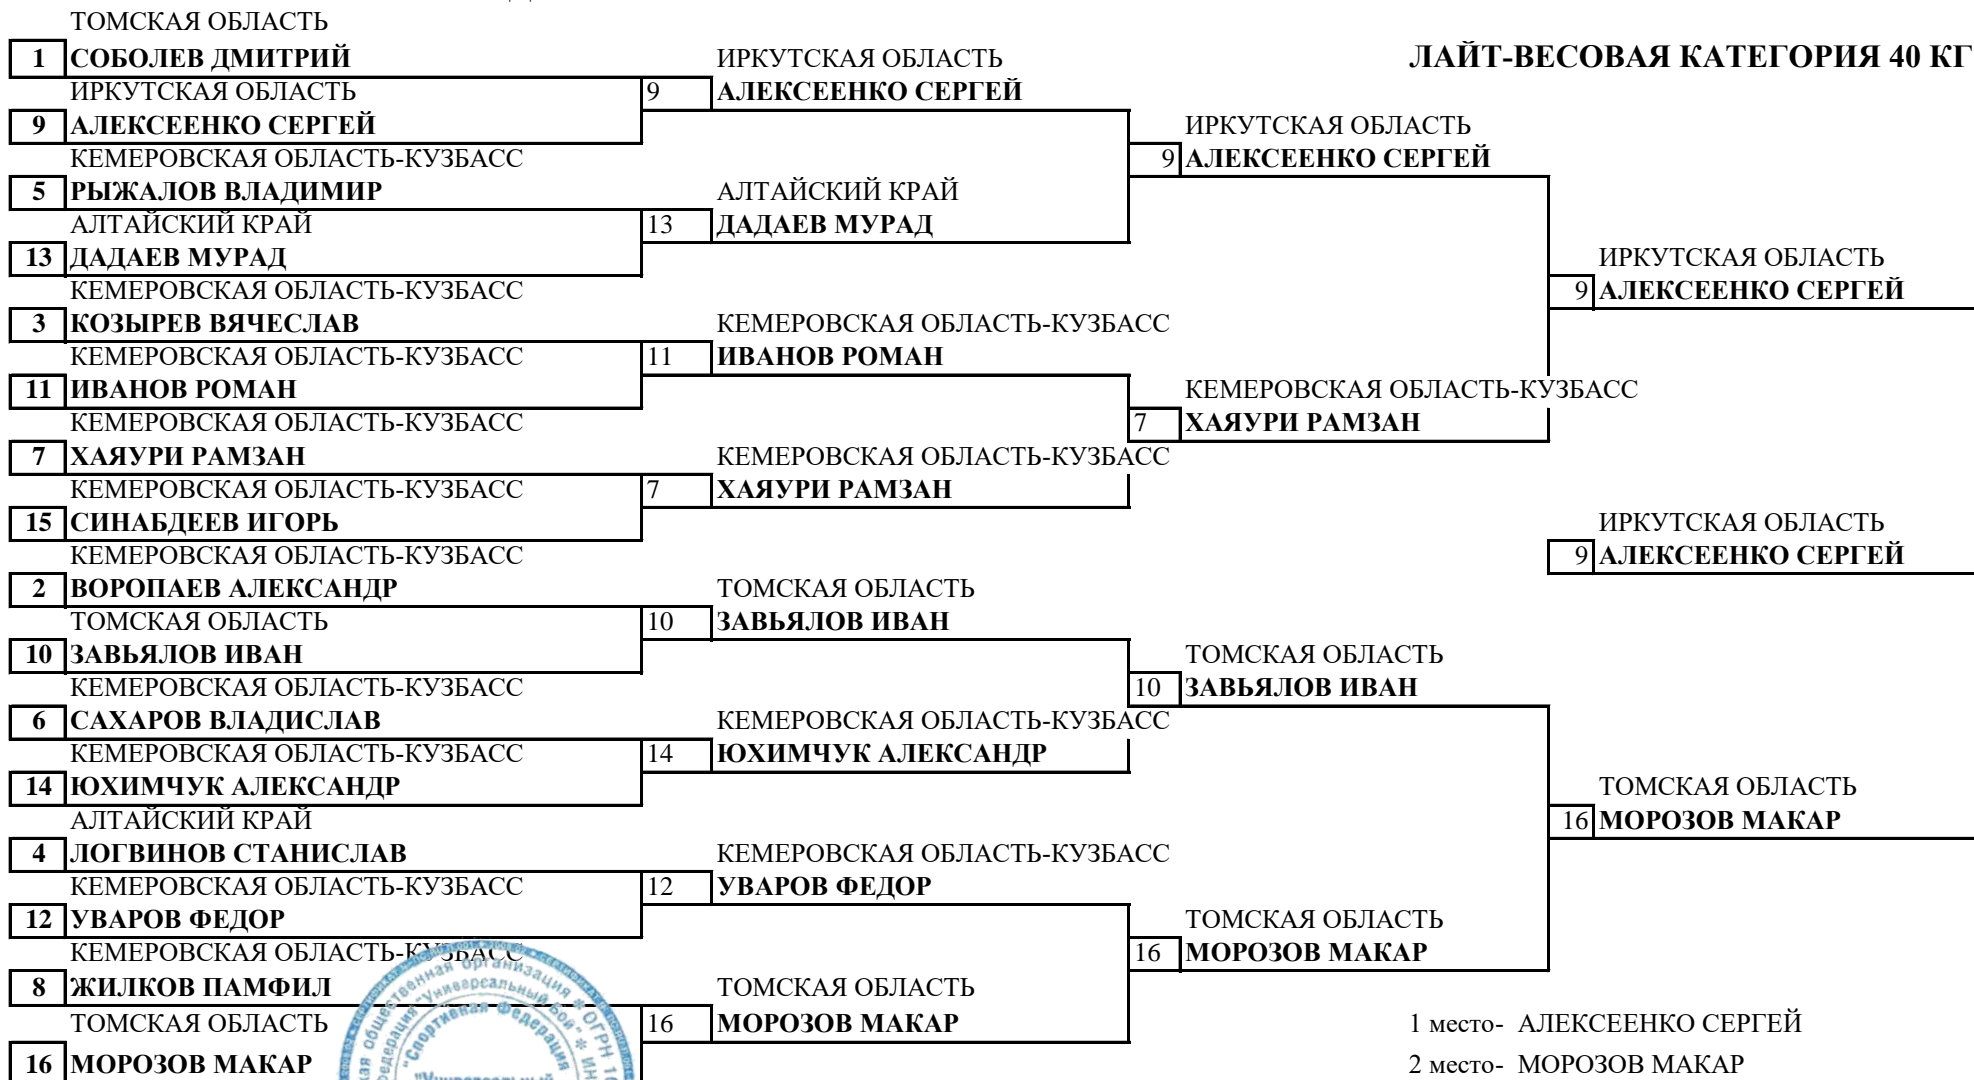 ТОМСКАЯ ОБЛАСТЬ
1 СОБОЛЕВ ДМИТРИЙ ИРКУТСКАЯ ОБЛАСТЬ ЛАЙТ-ВЕСОВАЯ КАТЕГОРИЯ 40 КГ
ИРКУТСКАЯ ОБЛАСТЬ 9 АЛЕКСЕЕНКО СЕРГЕЙ
9 АЛЕКСЕЕНКО СЕРГЕЙ ИРКУТСКАЯ ОБЛАСТЬ
КЕМЕРОВСКАЯ ОБЛАСТЬ-КУЗБАСС 9 АЛЕКСЕЕНКО СЕРГЕЙ
5 РЫЖАЛОВ ВЛАДИМИР АЛТАЙСКИЙ КРАЙ
АЛТАЙСКИЙ КРАЙ 13 ДАДАЕВ МУРАД
13 ДАДАЕВ МУРАД ИРКУТСКАЯ ОБЛАСТЬ
КЕМЕРОВСКАЯ ОБЛАСТЬ-КУЗБАСС 9 АЛЕКСЕЕНКО СЕРГЕЙ
3 КОЗЫРЕВ ВЯЧЕСЛАВ КЕМЕРОВСКАЯ ОБЛАСТЬ-КУЗБАСС
КЕМЕРОВСКАЯ ОБЛАСТЬ-КУЗБАСС 11 ИВАНОВ РОМАН
11 ИВАНОВ РОМАН КЕМЕРОВСКАЯ ОБЛАСТЬ-КУЗБАСС
КЕМЕРОВСКАЯ ОБЛАСТЬ-КУЗБАСС 7 ХАЯУРИ РАМЗАН
7 ХАЯУРИ РАМЗАН КЕМЕРОВСКАЯ ОБЛАСТЬ-КУЗБАСС
КЕМЕРОВСКАЯ ОБЛАСТЬ-КУЗБАСС 7 ХАЯУРИ РАМЗАН
15 СИНАБДЕЕВ ИГОРЬ ИРКУТСКАЯ ОБЛАСТЬ
КЕМЕРОВСКАЯ ОБЛАСТЬ-КУЗБАСС 9 АЛЕКСЕЕНКО СЕРГЕЙ
2 ВОРОПАЕВ АЛЕКСАНДР ТОМСКАЯ ОБЛАСТЬ
ТОМСКАЯ ОБЛАСТЬ 10 ЗАВЬЯЛОВ ИВАН
10 ЗАВЬЯЛОВ ИВАН ТОМСКАЯ ОБЛАСТЬ
КЕМЕРОВСКАЯ ОБЛАСТЬ-КУЗБАСС 10 ЗАВЬЯЛОВ ИВАН
6 САХАРОВ ВЛАДИСЛАВ КЕМЕРОВСКАЯ ОБЛАСТЬ-КУЗБАСС
КЕМЕРОВСКАЯ ОБЛАСТЬ-КУЗБАСС 14 ЮХИМЧУК АЛЕКСАНДР
14 ЮХИМЧУК АЛЕКСАНДР ТОМСКАЯ ОБЛАСТЬ
АЛТАЙСКИЙ КРАЙ 16 МОРОЗОВ МАКАР
4 ЛОГВИНОВ СТАНИСЛАВ КЕМЕРОВСКАЯ ОБЛАСТЬ-КУЗБАСС
КЕМЕРОВСКАЯ ОБЛАСТЬ-КУЗБАСС 12 УВАРОВ ФЕДОР
12 УВАРОВ ФЕДОР ТОМСКАЯ ОБЛАСТЬ
КЕМЕРОВСКАЯ ОБЛАСТЬ-КУЗБАСС 16 МОРОЗОВ МАКАР
8 ЖИЛКОВ ПАМФИЛ ТОМСКАЯ ОБЛАСТЬ
ТОМСКАЯ ОБЛАСТЬ 16 МОРОЗОВ МАКАР 1 место- АЛЕКСЕЕНКО СЕРГЕЙ
16 МОРОЗОВ МАКАР 2 место- МОРОЗОВ МАКАР
организация * ОГРН
"Универсальный Бой" *
"Спортивная Федерация